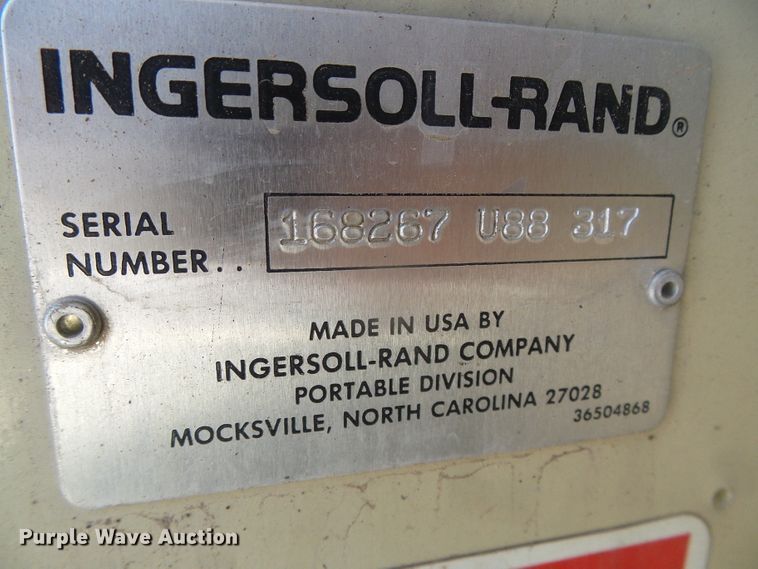 INGERSOLL-RAND®
SERIAL
NUMBER.. 168267 U88 317
MADE IN USA BY
INGERSOLL-RAND COMPANY
PORTABLE DIVISION
MOCKSVILLE, NORTH CAROLINA 27028
36504868
Purple Wave Auction